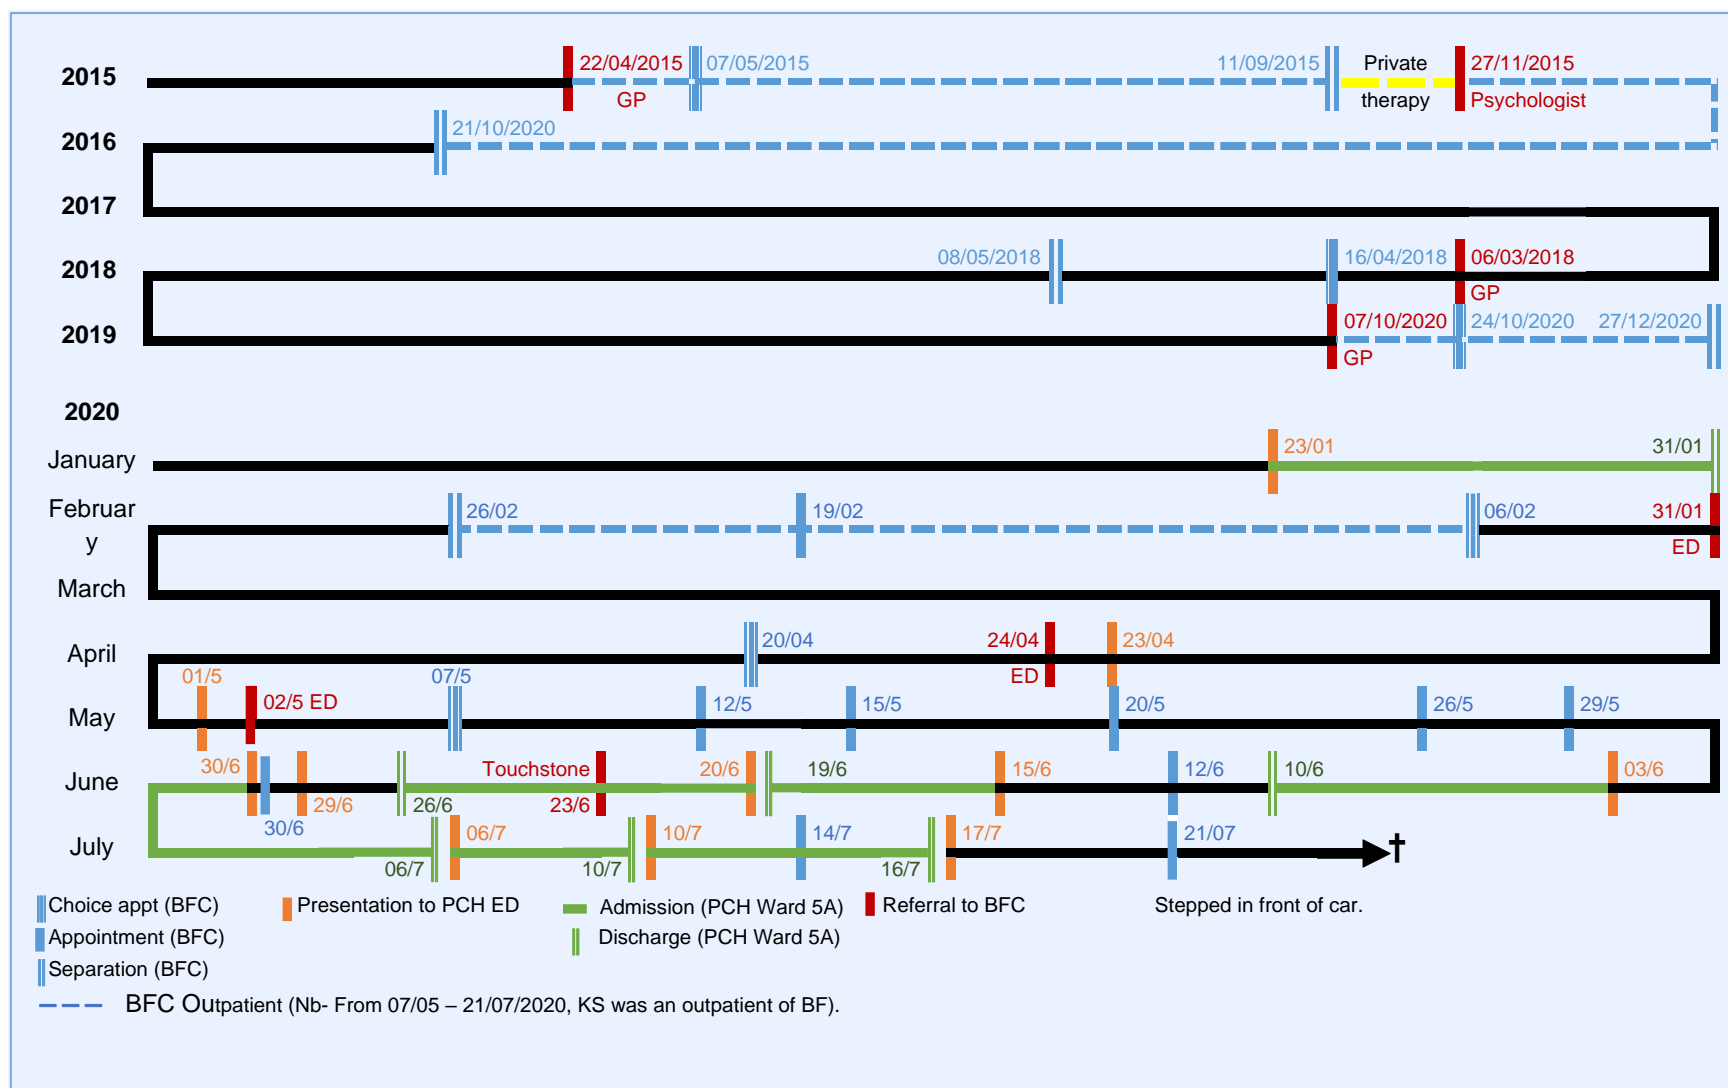 2015
22/04/2015
GP
07/05/2015
11/09/2015
Private
therapy
27/11/2015
Psychologist
2016
21/10/2020
2017
2018
08/05/2018
16/04/2018
06/03/2018
GP
2019
07/10/2020
GP
24/10/2020
27/12/2020
2020
January
23/01
31/01
Februar
y
26/02
19/02
06/02
31/01
ED
March
April
20/04
24/04
ED
23/04
May
01/5
02/5 ED
07/5
12/5
15/5
20/5
26/5
29/5
June
30/6
30/6
29/6
26/6
Touchstone
23/6
20/6
19/6
15/6
12/6
10/6
03/6
July
06/7
06/7
10/7
10/7
14/7
16/7
17/7
21/07
†
Choice appt (BFC)
Presentation to PCH ED
Admission (PCH Ward 5A)
Referral to BFC
Stepped in front of car.
Appointment (BFC)
Discharge (PCH Ward 5A)
Separation (BFC)
BFC Outpatient (Nb- From 07/05 – 21/07/2020, KS was an outpatient of BF).